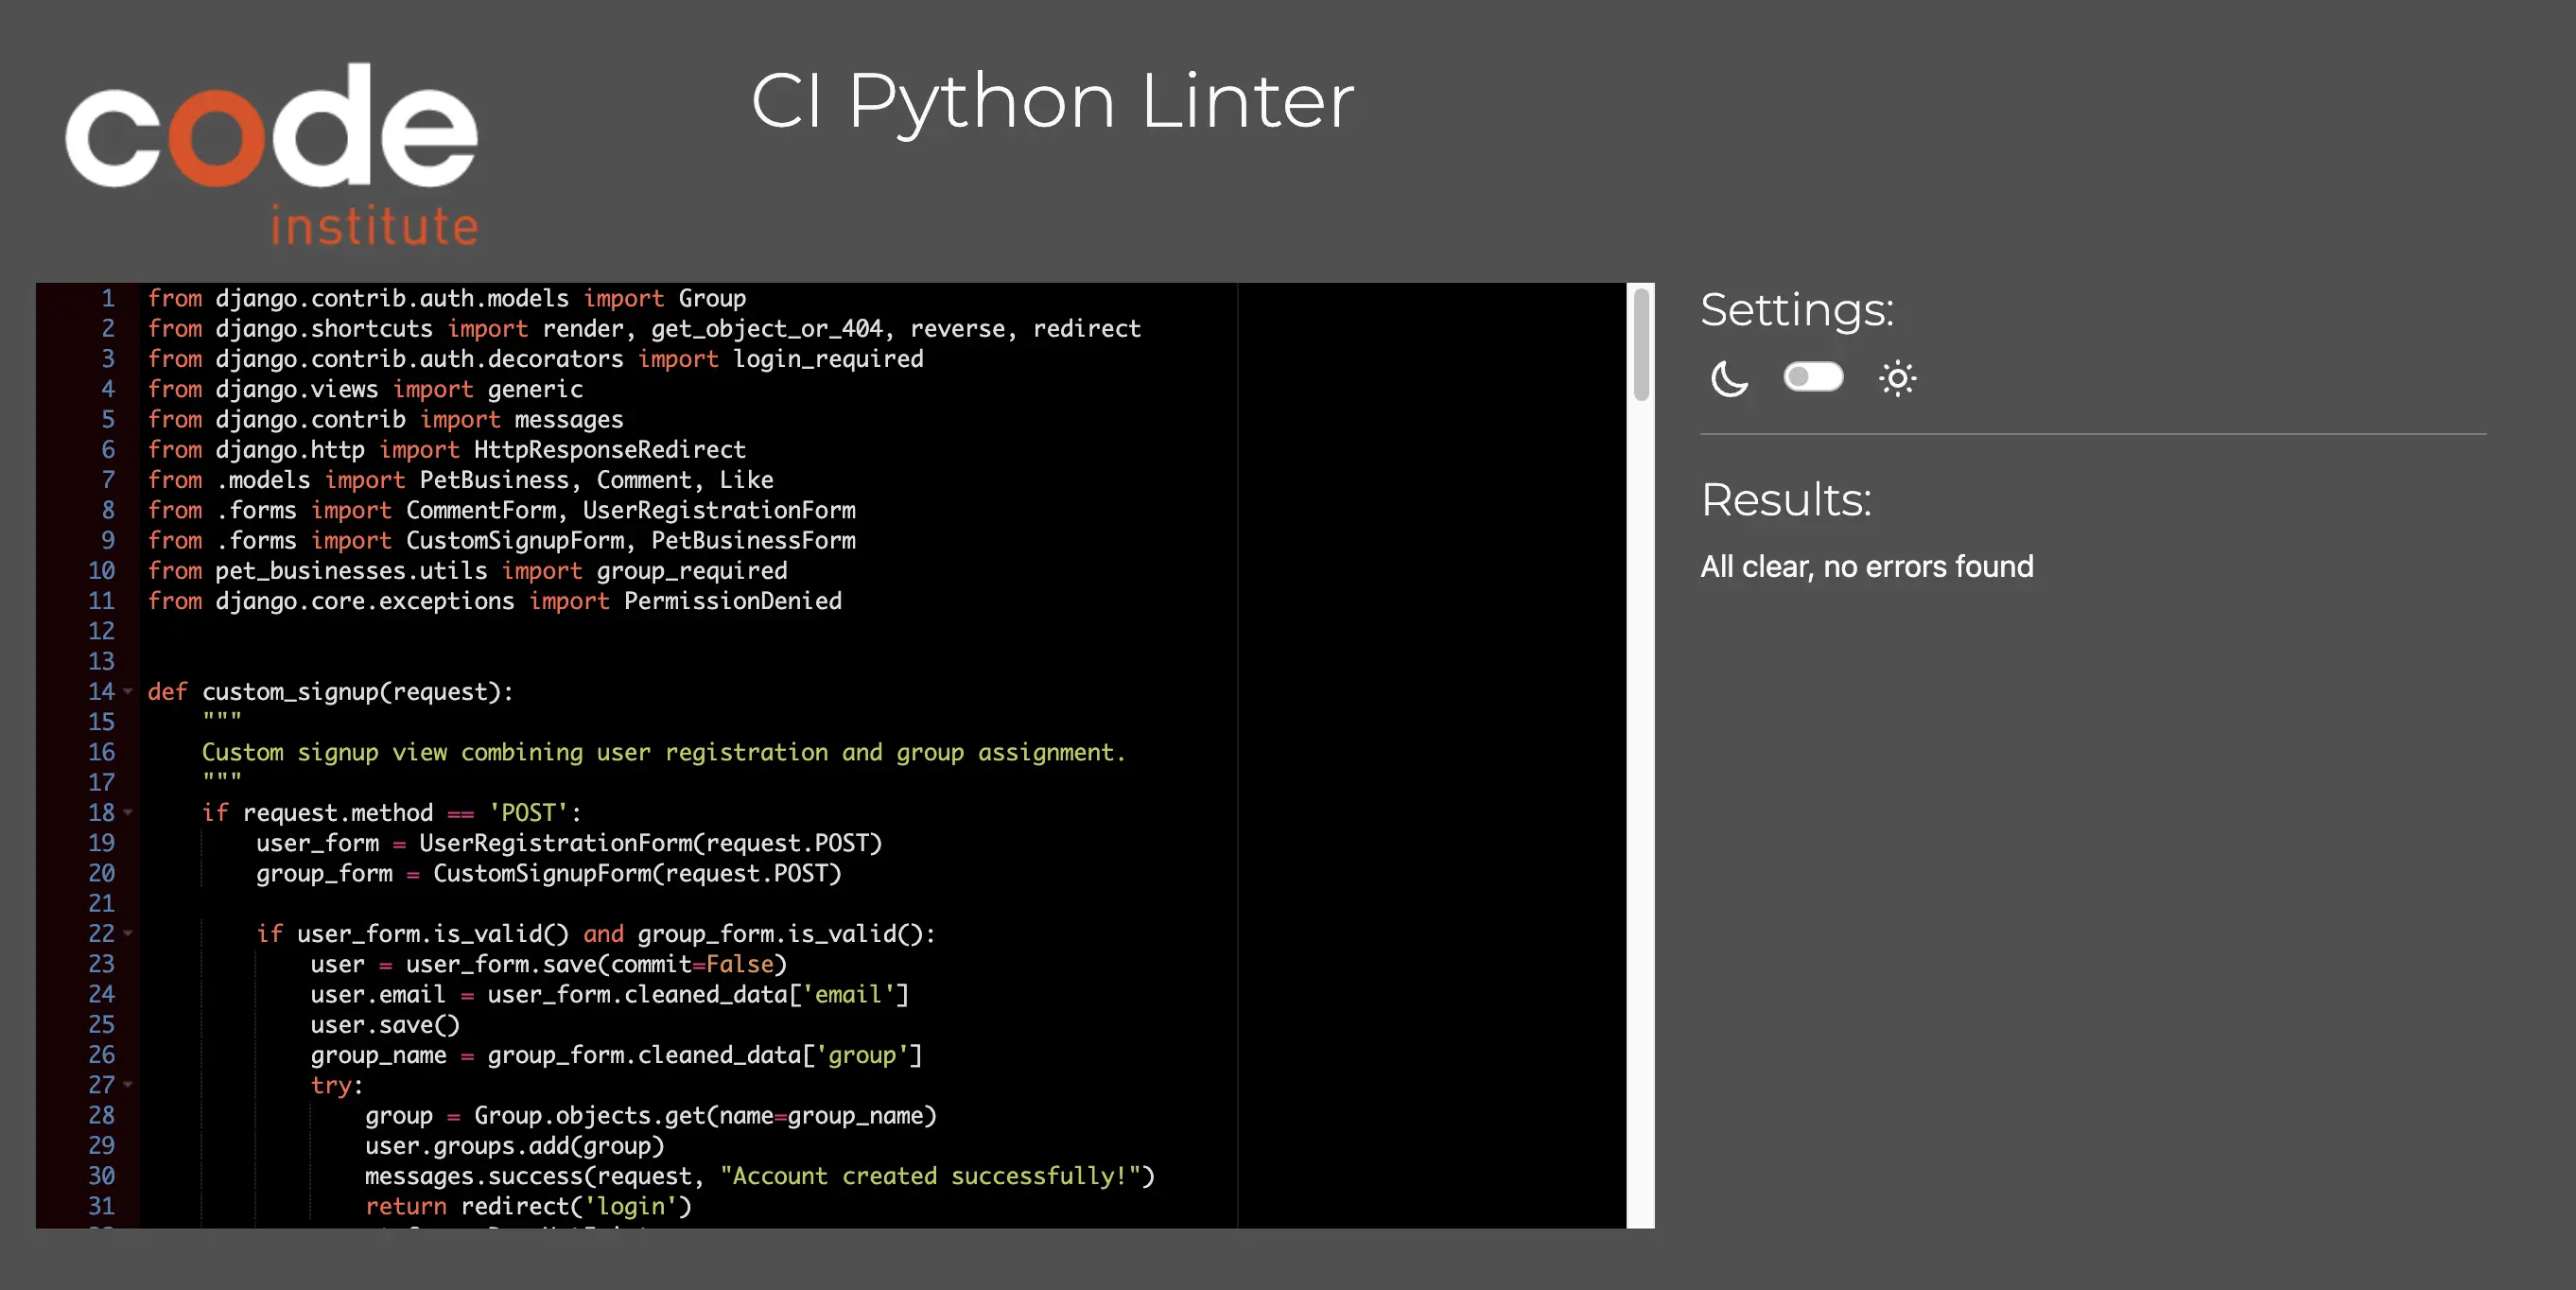 code
institute
CI Python Linter
1 from django.contrib.auth.models import Group
2 from django.shortcuts import render, get_object_or_404, reverse, redirect
3 from django.contrib.auth.decorators import login_required
4 from django.views import generic
5 from django.contrib import messages
6 from django.http import HttpResponseRedirect
7 from .models import PetBusiness, Comment, Like
8 from .forms import CommentForm, UserRegistrationForm
9 from .forms import CustomSignupForm, PetBusinessForm
10 from pet_businesses.utils import group_required
11 from django.core.exceptions import PermissionDenied
12
13
14 def custom_signup(request):
15     """
16     Custom signup view combining user registration and group assignment.
17     """
18     if request.method == 'POST':
19         user_form = UserRegistrationForm(request.POST)
20         group_form = CustomSignupForm(request.POST)
21
22         if user_form.is_valid() and group_form.is_valid():
23             user = user_form.save(commit=False)
24             user.email = user_form.cleaned_data['email']
25             user.save()
26             group_name = group_form.cleaned_data['group']
27             try:
28                 group = Group.objects.get(name=group_name)
29                 user.groups.add(group)
30                 messages.success(request, "Account created successfully!")
31                 return redirect('login')
Settings:
Results:
All clear, no errors found